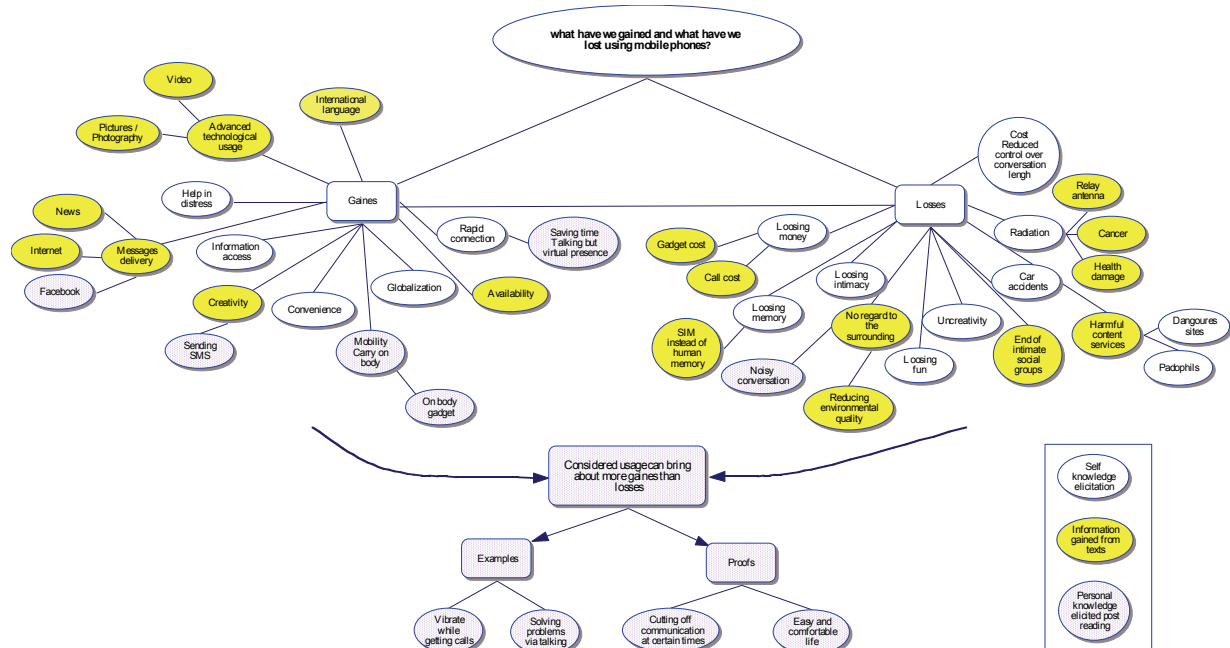 what have we gained and what have we
lost using mobile phones?
Video
Pictures /
Photography
Advanced
technological
usage
International
language
Help in
distress
Gaines
News
Internet
Messages
delivery
Facebook
Information
access
Creativity
Sending
SMS
Convenience
Globalization
Mobility
Carry on
body
On body
gadget
Rapid
connection
Saving time
Talking but
virtual presence
Availability
Losses
Cost
Reduced
control over
conversation
lengh
Relay
antenna
Radiation
Cancer
Health
damage
Loosing
money
Gadget cost
Call cost
Loosing
intimacy
Loosing
memory
SIM
instead of
human
memory
No regard to
the
surrounding
Noisy
conversation
Reducing
environmental
quality
Loosing
fun
Uncreativity
End of
intimate
social
groups
Car
accidents
Harmful
content
services
Dangoures
sites
Padophils
Considered usage can bring
about more gaines than
losses
Examples
Proofs
Vibrate
while
getting calls
Solving
problems
via talking
Cutting off
communication
at certain times
Easy and
comfortable
life
Self
knowledge
elicitation
Information
gained from
texts
Personal
knowledge
elicited post
reading